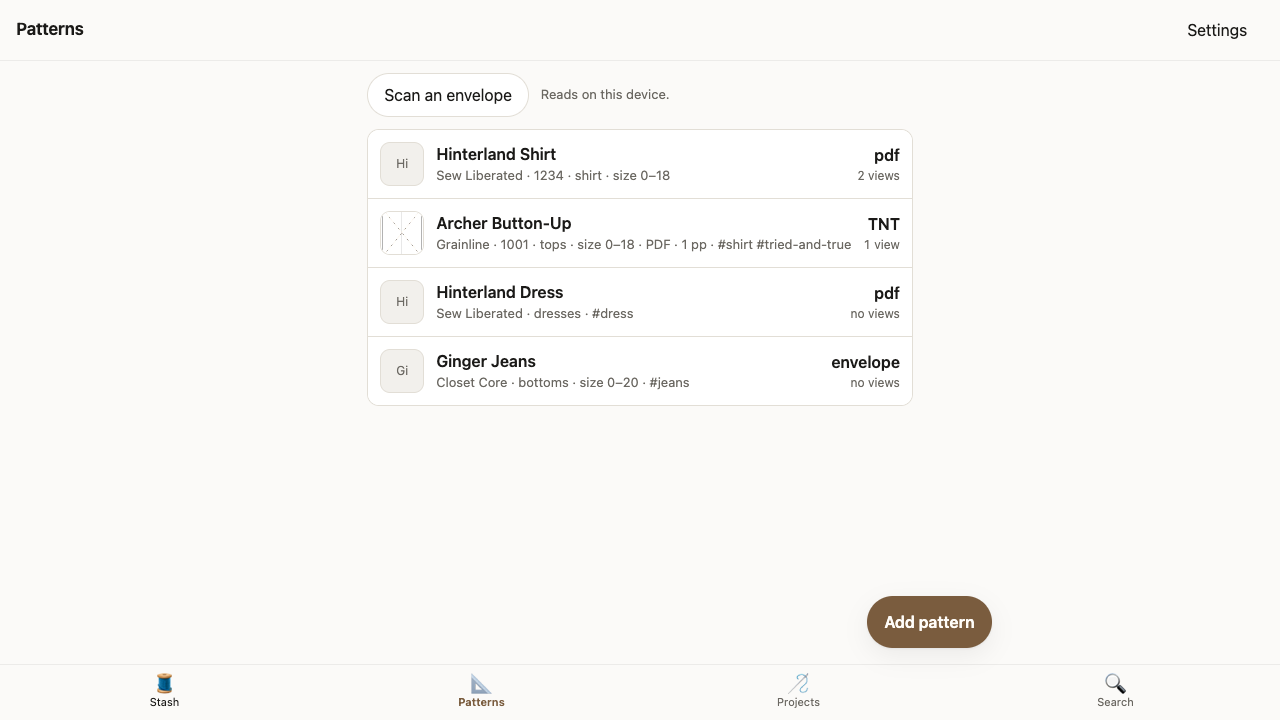 Patterns
Settings
Scan an envelope
Reads on this device.
Hi
Hinterland Shirt
pdf
Sew Liberated · 1234 · shirt · size 0–18
2 views
Archer Button-Up
TNT
Grainline · 1001 · tops · size 0–18 · PDF · 1 pp · #shirt #tried-and-true
1 view
Hi
Hinterland Dress
pdf
Sew Liberated · dresses · #dress
no views
Gi
Ginger Jeans
envelope
Closet Core · bottoms · size 0–20 · #jeans
no views
Add pattern
Stash
Patterns
Projects
Search